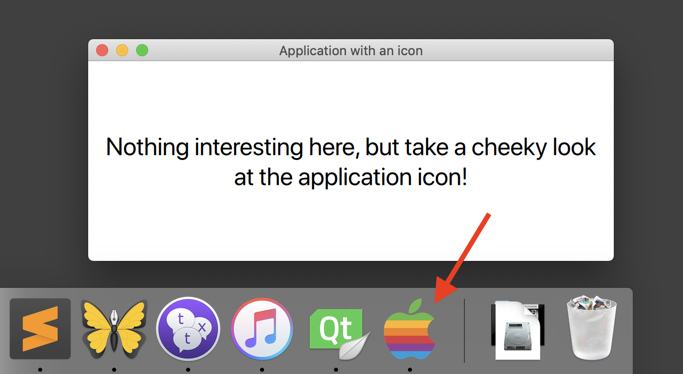 Application with an icon
Nothing interesting here, but take a cheeky look
at the application icon!
t
x
t
Qt